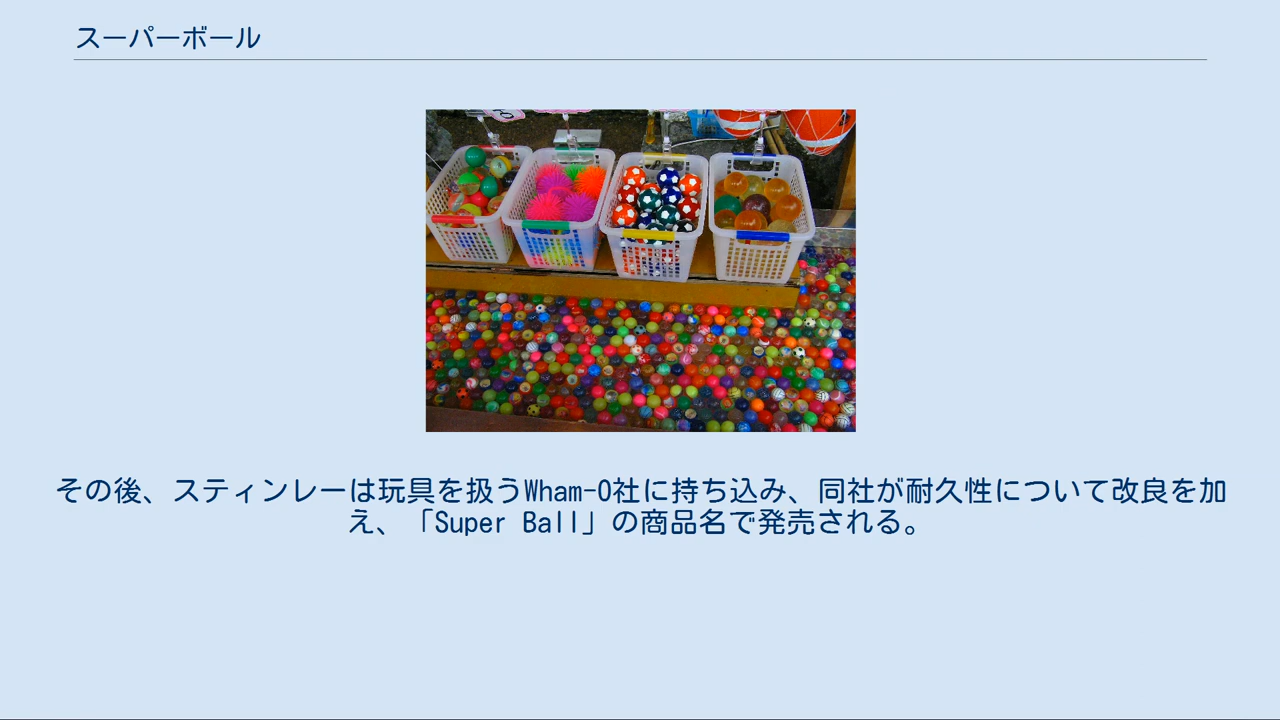 スーパーボール
その後、スティンレーは玩具を扱うWham-O社に持ち込み、同社が耐久性について改良を加
え、「Super Ball」の商品名で発売される。